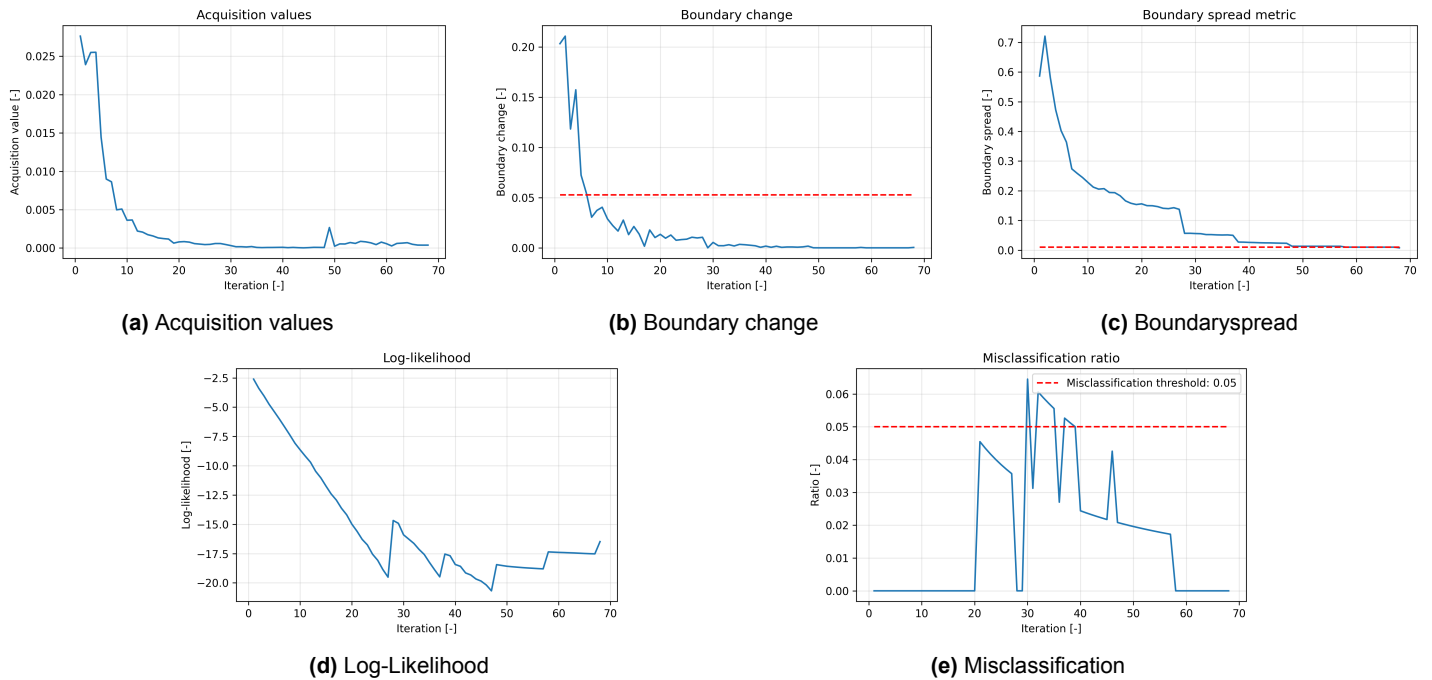 Acquisition values
Acquisition value [-]
0.025
0.020
0.015
0.010
0.005
0.000
0 10 20 30 40 50 60 70
Iteration [-]
(a) Acquisition values
Boundary change
Boundary change [-]
0.20
0.15
0.10
0.05
0.00
0 10 20 30 40 50 60 70
Iteration [-]
(b) Boundary change
Boundary spread metric
Boundary spread [-]
0.7
0.6
0.5
0.4
0.3
0.2
0.1
0.0
0 10 20 30 40 50 60 70
Iteration [-]
(c) Boundaryspread
Log-likelihood
Log-likelihood [-]
−2.5
−5.0
−7.5
−10.0
−12.5
−15.0
−17.5
−20.0
0 10 20 30 40 50 60 70
Iteration [-]
(d) Log-Likelihood
Misclassification ratio
Misclassification threshold: 0.05
Ratio [-]
0.06
0.05
0.04
0.03
0.02
0.01
0.00
0 10 20 30 40 50 60 70
Iteration [-]
(e) Misclassification